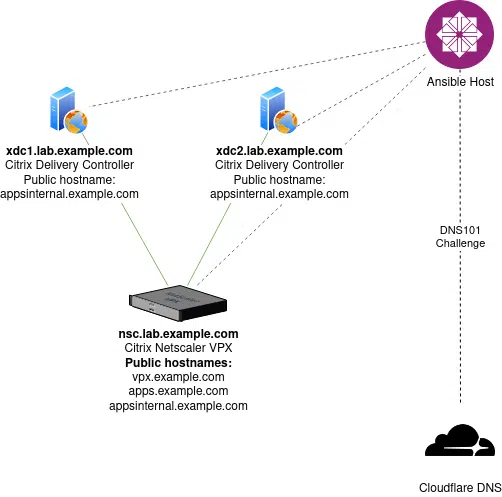 Ansible Host
xdc1.lab.example.com
Citrix Delivery Controller
Public hostname:
appsinternal.example.com
xdc2.lab.example.com
Citrix Delivery Controller
Public hostname:
appsinternal.example.com
DNS101
Challenge
nsc.lab.example.com
Citrix Netscaler VPX
Public hostnames:
vpx.example.com
apps.example.com
appsinternal.example.com
Cloudflare DNS